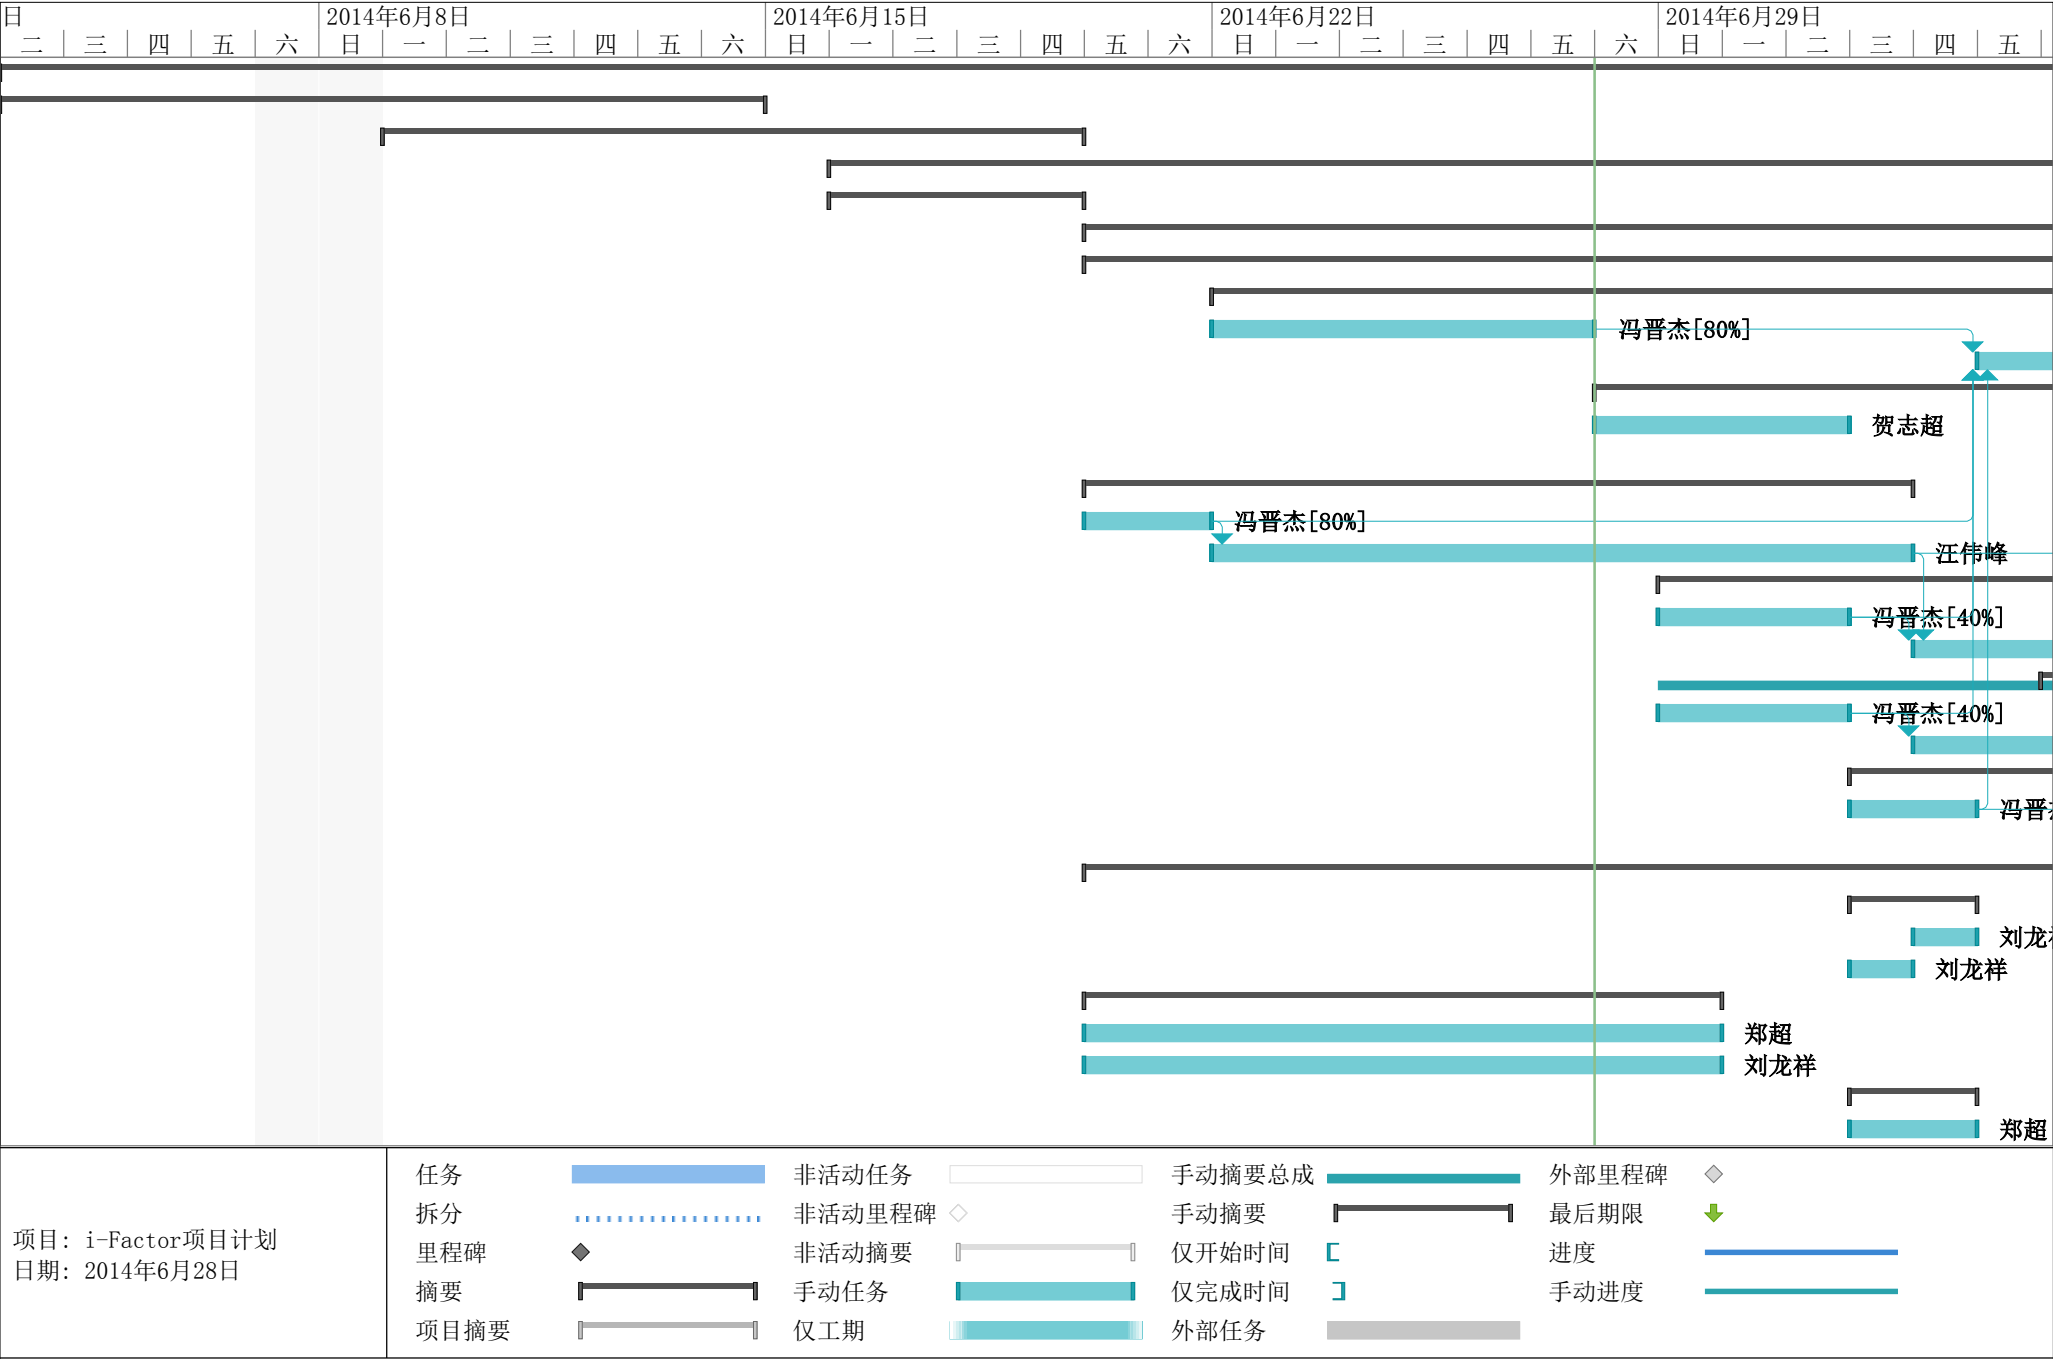 日 2014年6月8日 2014年6月15日 2014年6月22日 2014年6月29日
二 三 四 五 六 日 一 二 三 四 五 六 日 一 二 三 四 五 六 日 一 二 三 四 五 六 日 一 二 三 四 五
冯晋杰[80%]
贺志超
冯晋杰[80%]
汪伟峰
冯晋杰[40%]
冯晋杰[40%]
冯晋
刘龙
刘龙祥
郑超
刘龙祥
郑超
项目: i-Factor项目计划
日期: 2014年6月28日
任务
拆分
里程碑
摘要
项目摘要
非活动任务
非活动里程碑
非活动摘要
手动任务
仅工期
手动摘要总成
手动摘要
仅开始时间
仅完成时间
外部任务
外部里程碑
最后期限
进度
手动进度